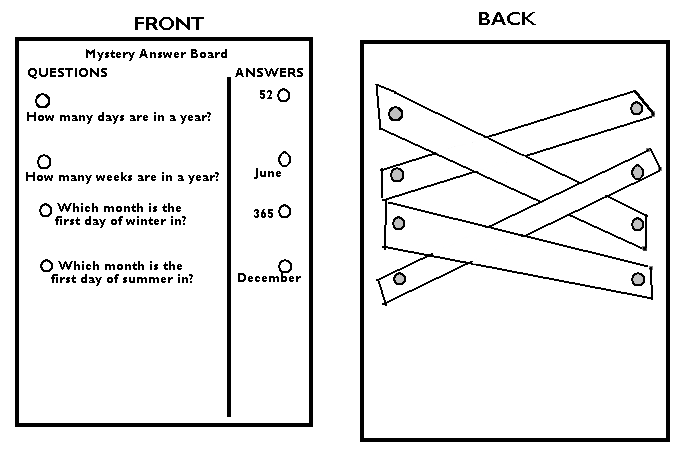 FRONT
BACK
Mystery Answer Board
QUESTIONS
ANSWERS
52
How many days are in a year?
June
How many weeks are in a year?
Which month is the
first day of winter in?
365
Which month is the
first day of summer in?
December